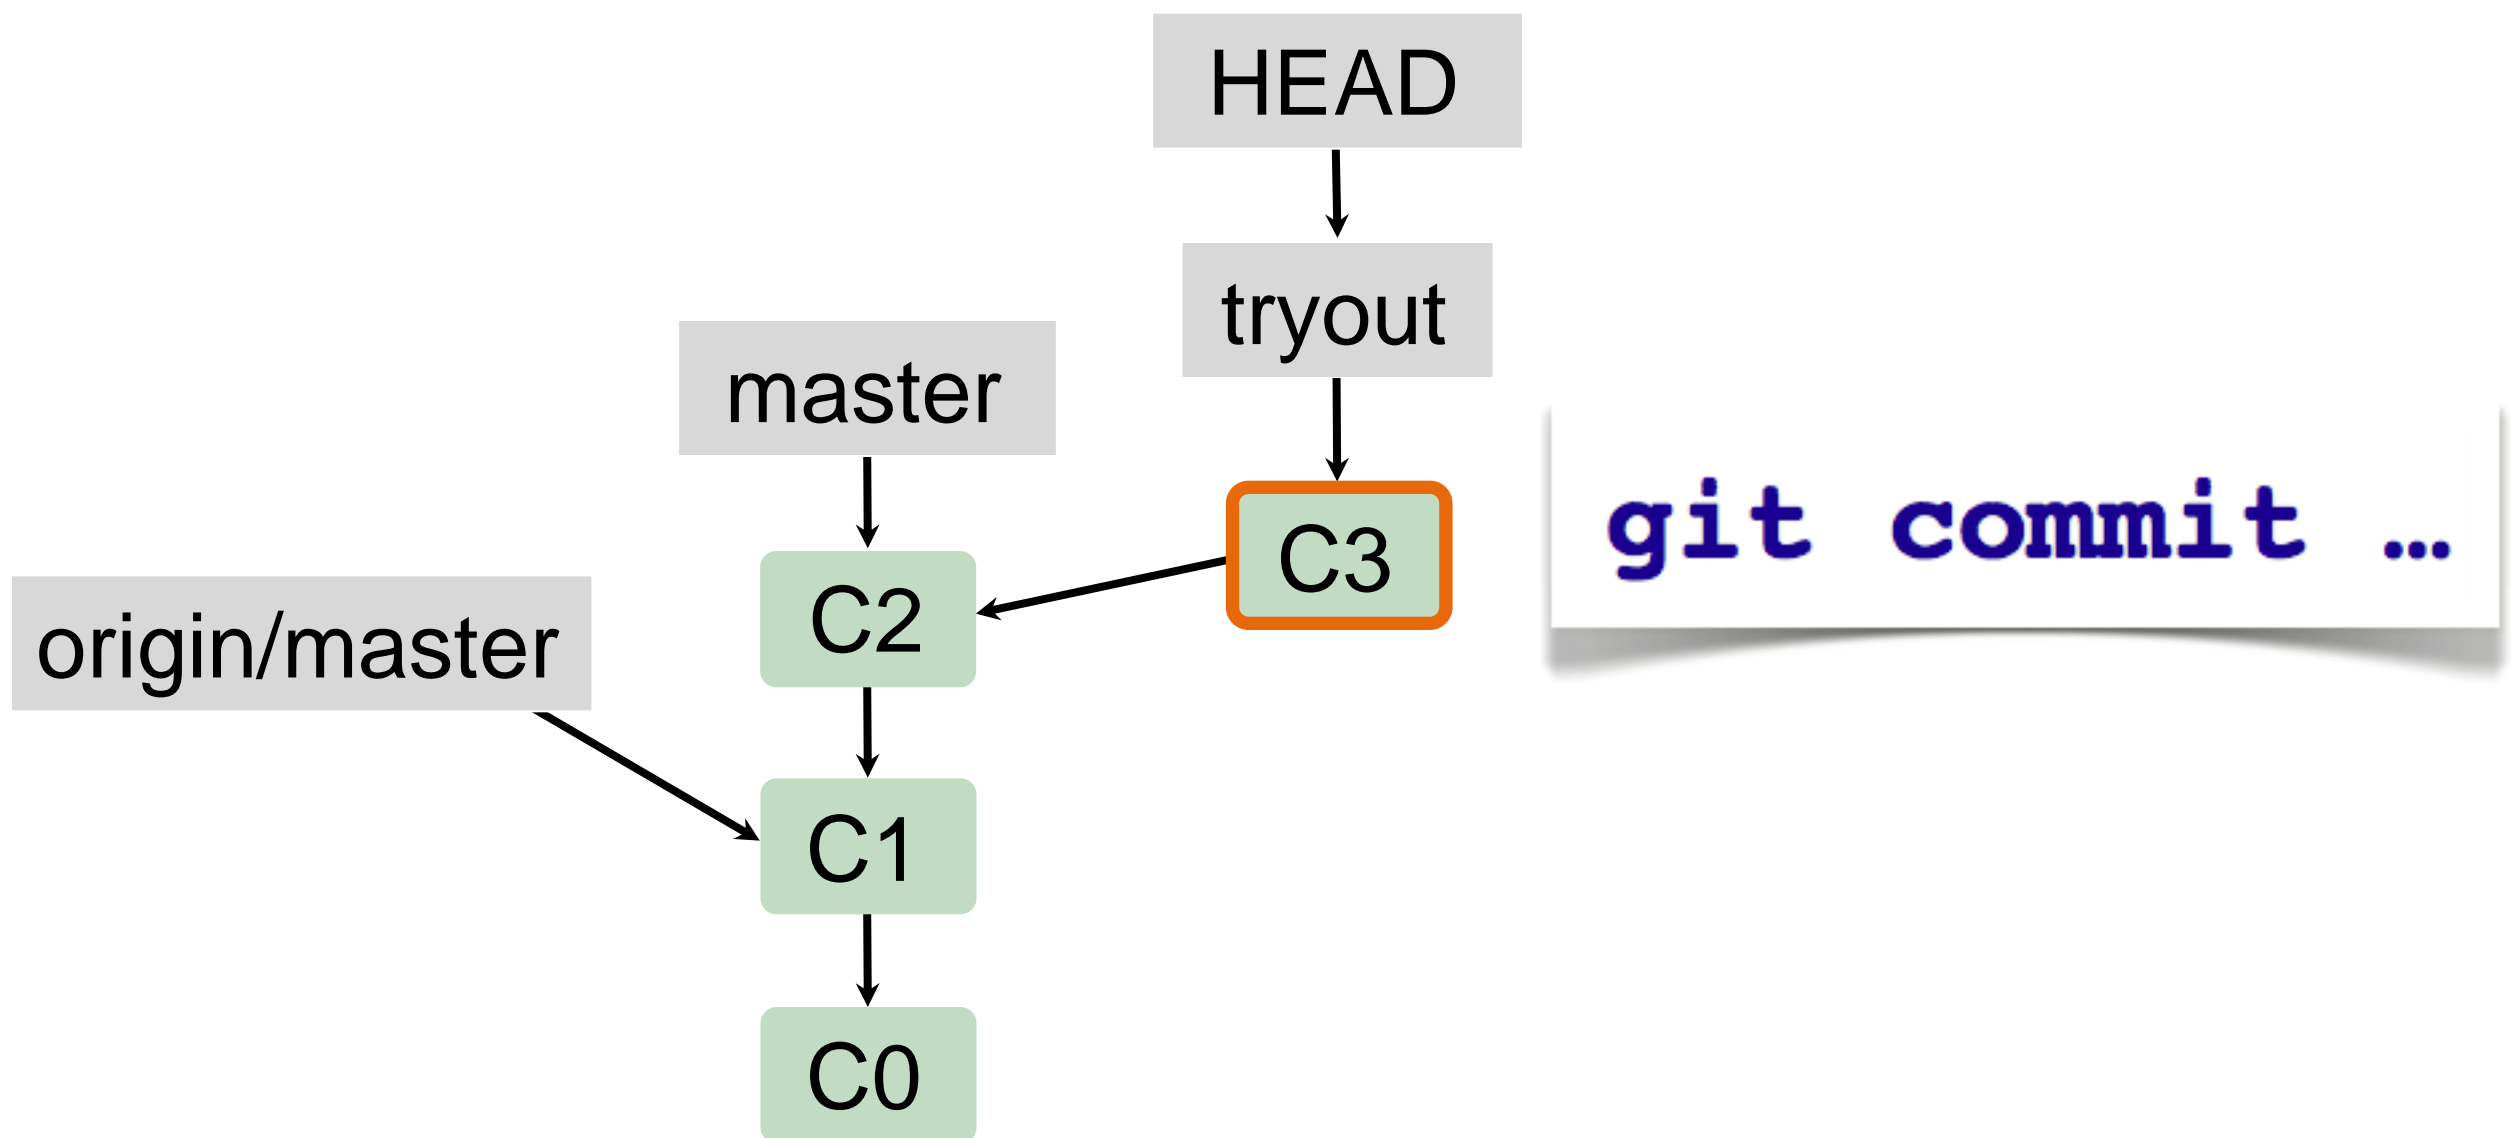 HEAD
tryout
master
C3
git commit …
C2
origin/master
C1
C0